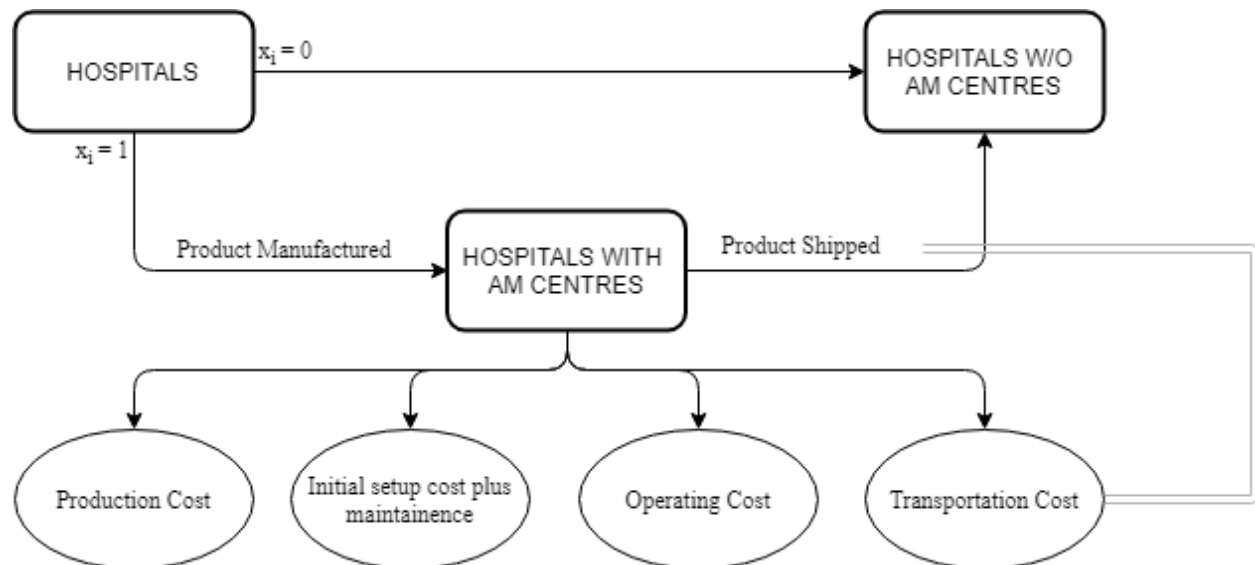 HOSPITALS
x_i = 0
HOSPITALS W/O
AM CENTRES
x_i = 1
Product Manufactured
HOSPITALS WITH
AM CENTRES
Product Shipped
Production Cost
Initial setup cost plus
maintainence
Operating Cost
Transportation Cost